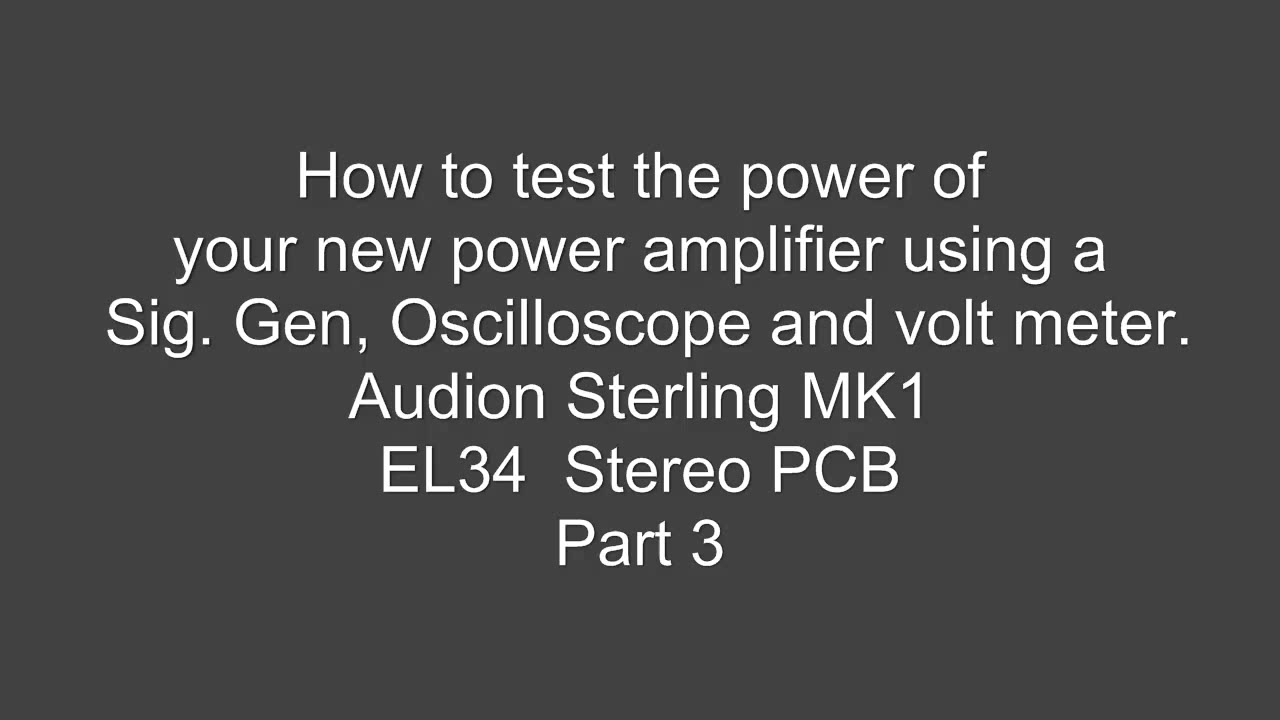 How to test the power of
your new power amplifier using a
Sig. Gen, Oscilloscope and volt meter.
Audion Sterling MK1
EL34  Stereo PCB
Part 3